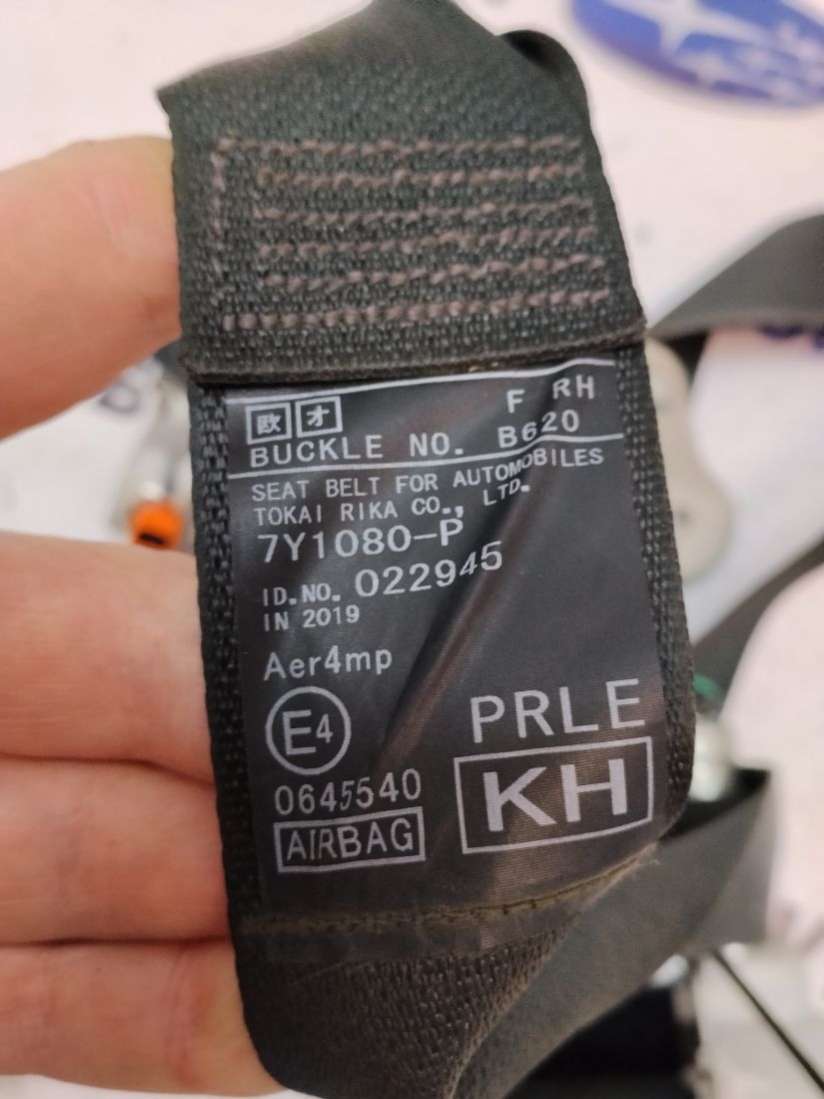 欧 オ F RH
BUCKLE NO. B620
SEAT BELT FOR AUTOMOBILES
TOKAI RIKA CO., LTD.
7Y1080-P
ID.NO. 022945
IN 2019
Aer4mp
E4
PRLE
0645540
KH
AIRBAG